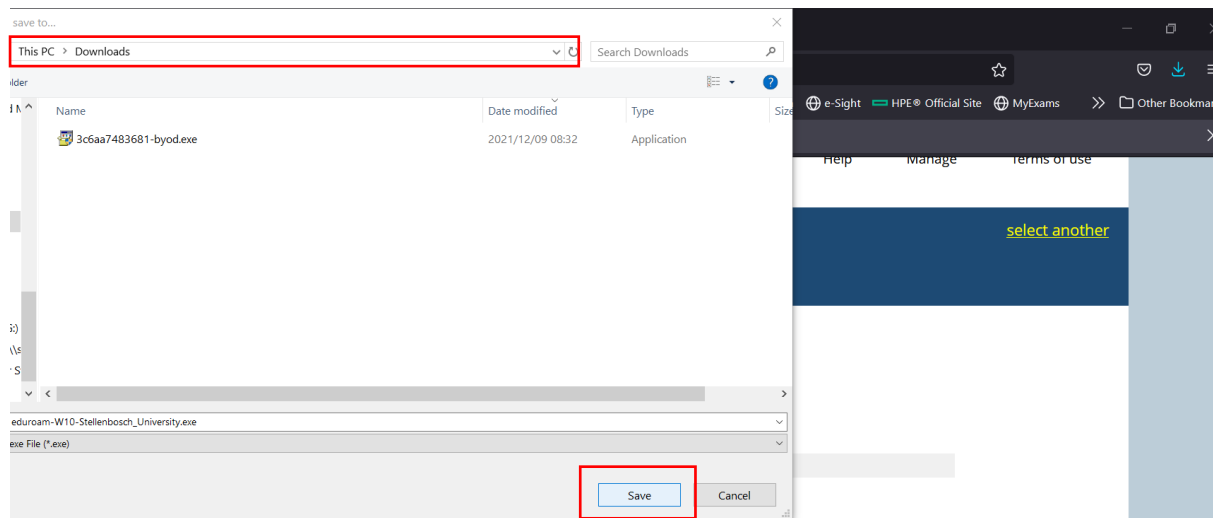 save to...
This PC > Downloads
Search Downloads
older
Name
Date modified
Type
Size
3c6aa7483681-byod.exe
2021/12/09 08:32
Application
eduroam-W10-Stellenbosch_University.exe
exe File (*.exe)
Save
Cancel
e-Sight
HPE® Official Site
MyExams
Other Bookmar
Help
Manage
Terms of use
select another